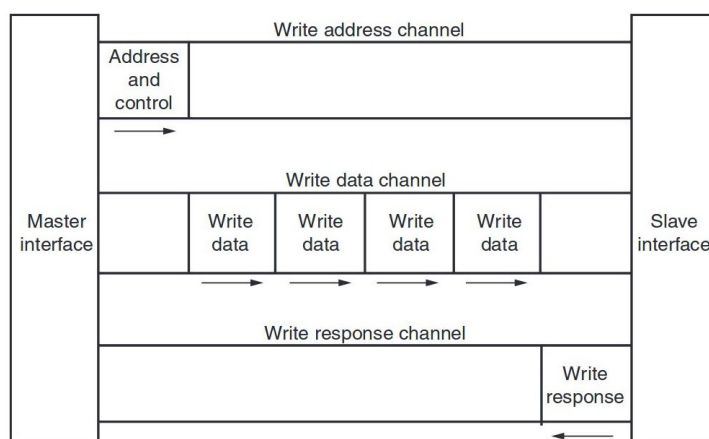 Write address channel
Address
and
control
Write data channel
Master
interface
Write
data
Write
data
Write
data
Write
data
Slave
interface
Write response channel
Write
response